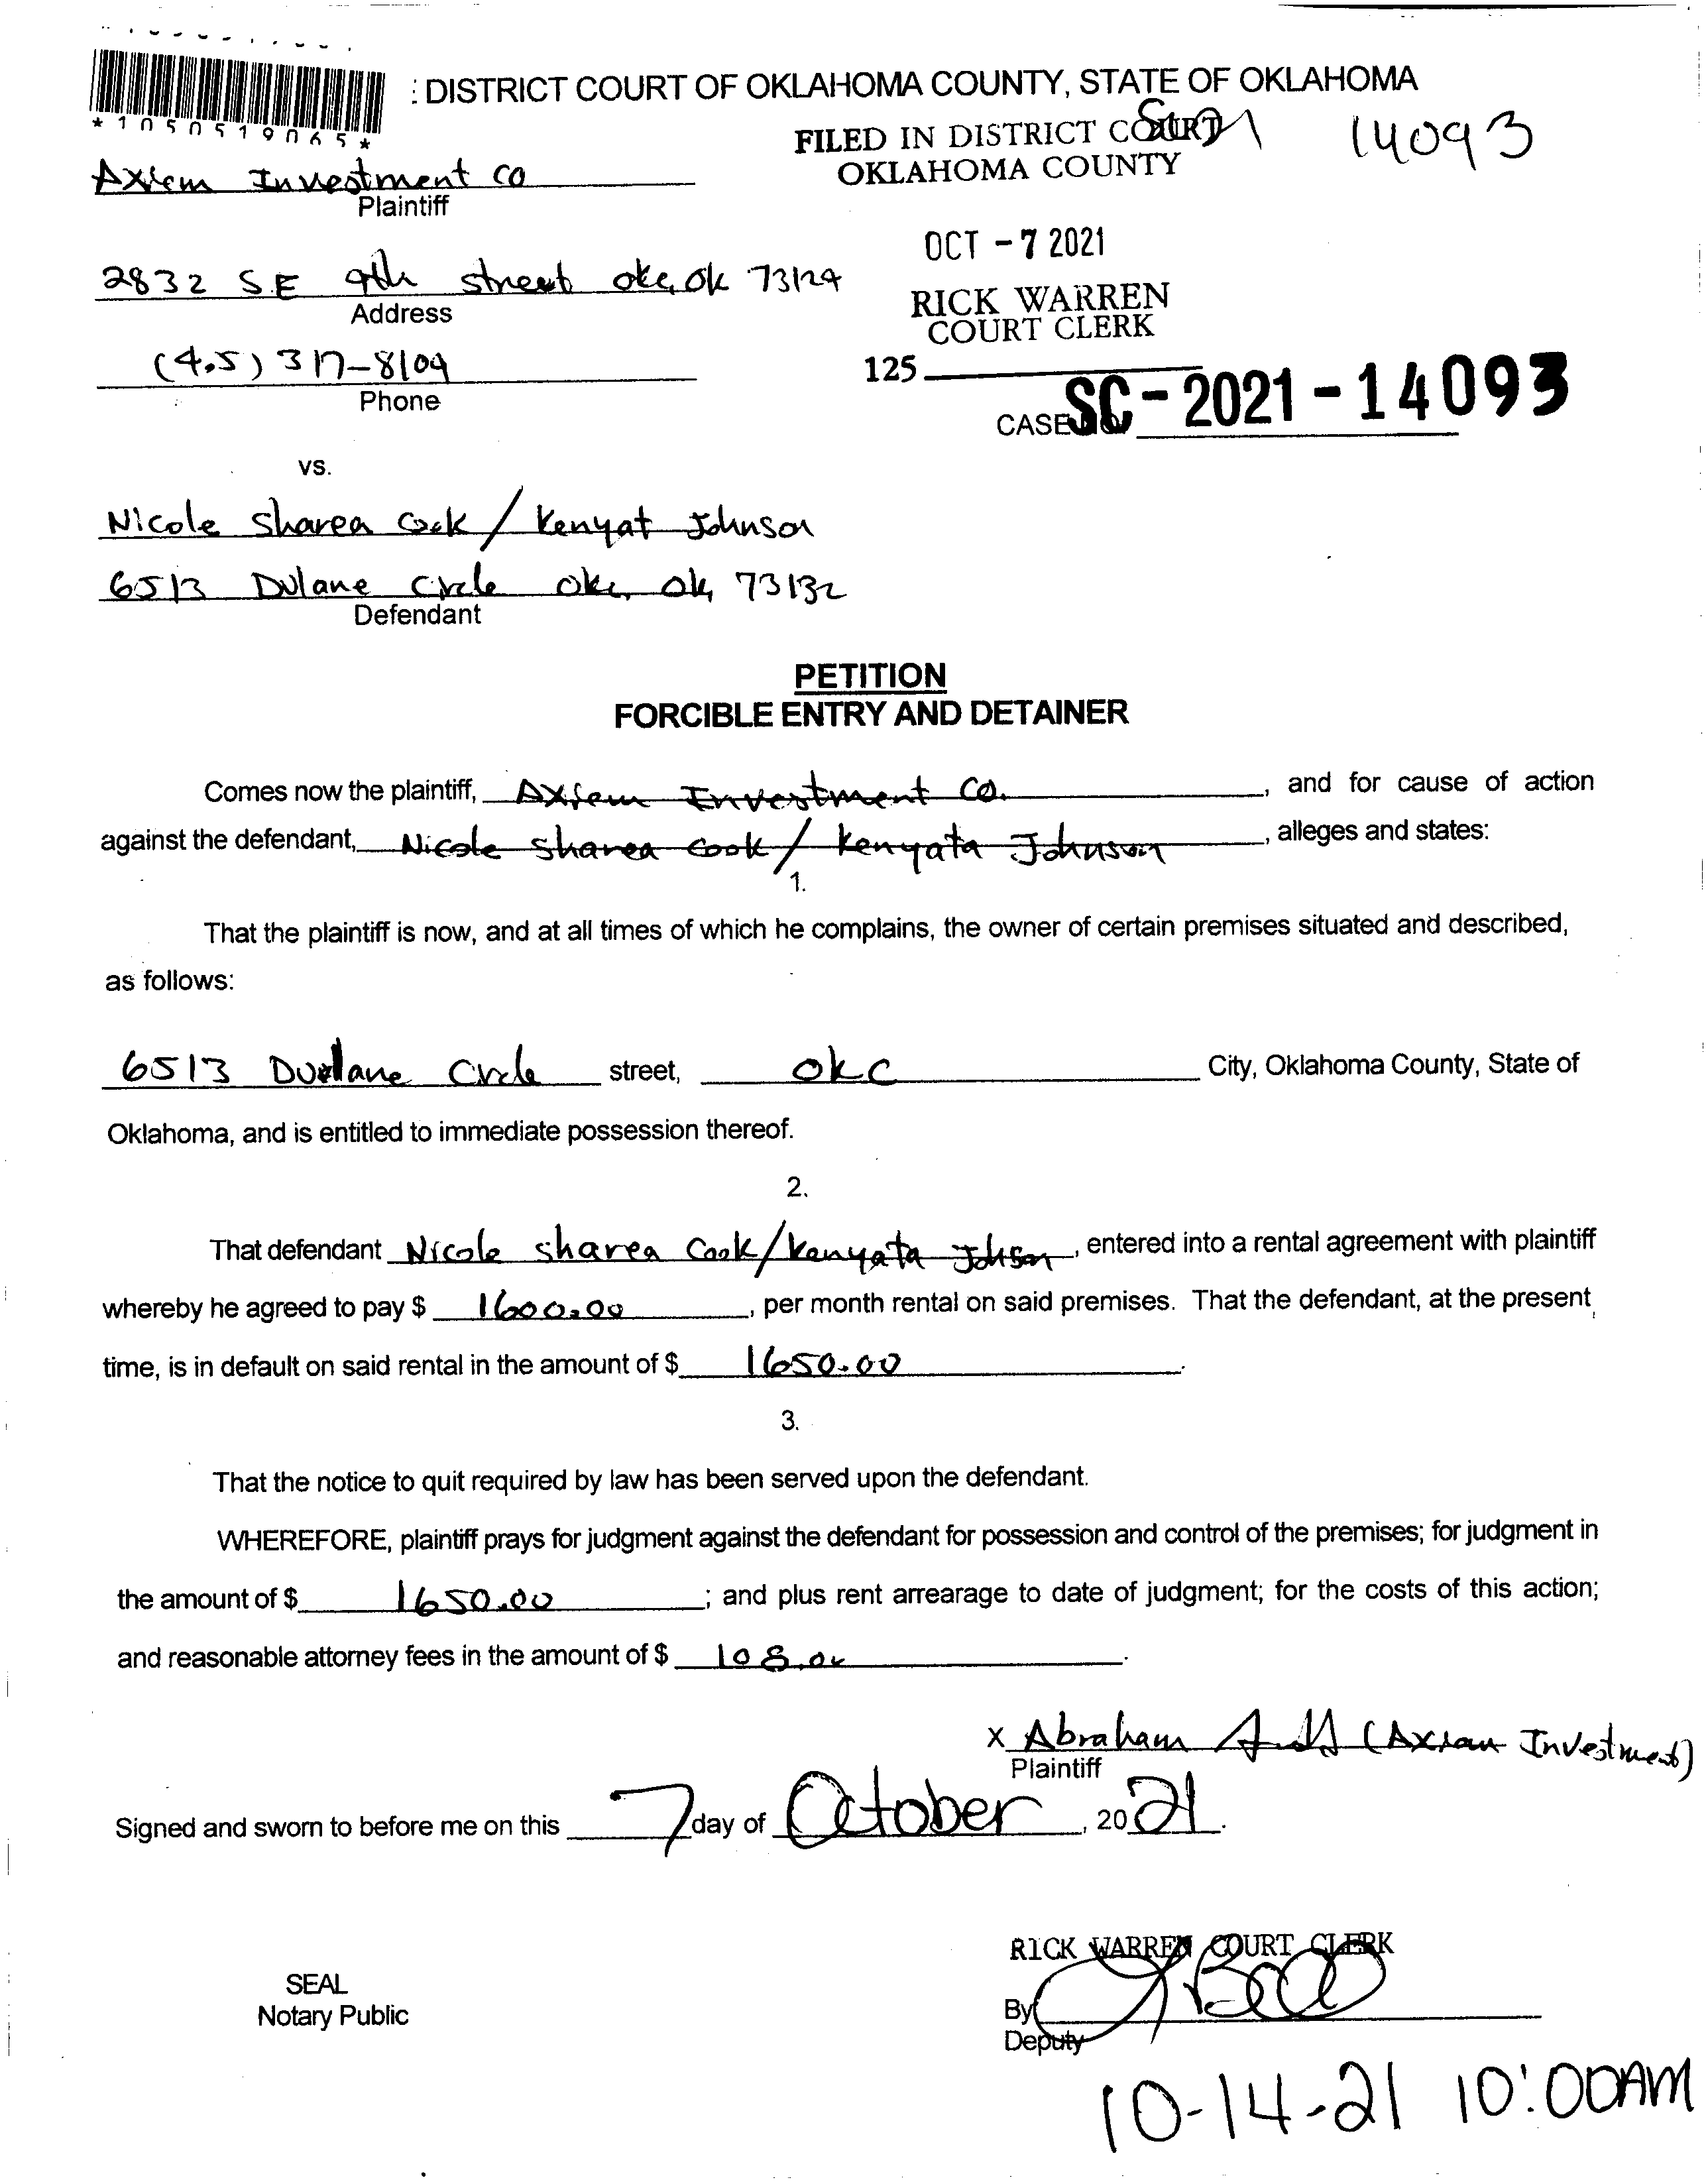 : DISTRICT COURT OF OKLAHOMA COUNTY, STATE OF OKLAHOMA
*1050519065*
FILED IN DISTRICT COURT
OKLAHOMA COUNTY
14093
Axiem Investment Co
Plaintiff
OCT - 7 2021
2832 S.E 9th street okc, ok 73129
Address
RICK WARREN
COURT CLERK
(405) 317-8109
Phone
125
CASE SC-2021-14093
vs.
Nicole Sharea Cook / Kenyat Johnson
6513 Dulane Circle okc, ok, 73132
Defendant
PETITION
FORCIBLE ENTRY AND DETAINER
Comes now the plaintiff, Axiem Investment Co. , and for cause of action
against the defendant, Nicole sharea cook / Kenyata Johnson , alleges and states:
1.
That the plaintiff is now, and at all times of which he complains, the owner of certain premises situated and described,
as follows:
6513 Dulane Circle street, okc City, Oklahoma County, State of
Oklahoma, and is entitled to immediate possession thereof.
2.
That defendant Nicole sharea Cook / Kenyata Johson , entered into a rental agreement with plaintiff
whereby he agreed to pay $ 1600.00 , per month rental on said premises. That the defendant, at the present
time, is in default on said rental in the amount of $ 1650.00 .
3.
That the notice to quit required by law has been served upon the defendant.
WHEREFORE, plaintiff prays for judgment against the defendant for possession and control of the premises; for judgment in
the amount of $ 1650.00 ; and plus rent arrearage to date of judgment; for the costs of this action;
and reasonable attorney fees in the amount of $ 108.00 .
X Abraham (Axiam Investment)
Plaintiff
Signed and sworn to before me on this 7 day of October , 20 21 .
RICK WARREN COURT CLERK
SEAL
Notary Public
By
Deputy
10-14-21 10:00AM